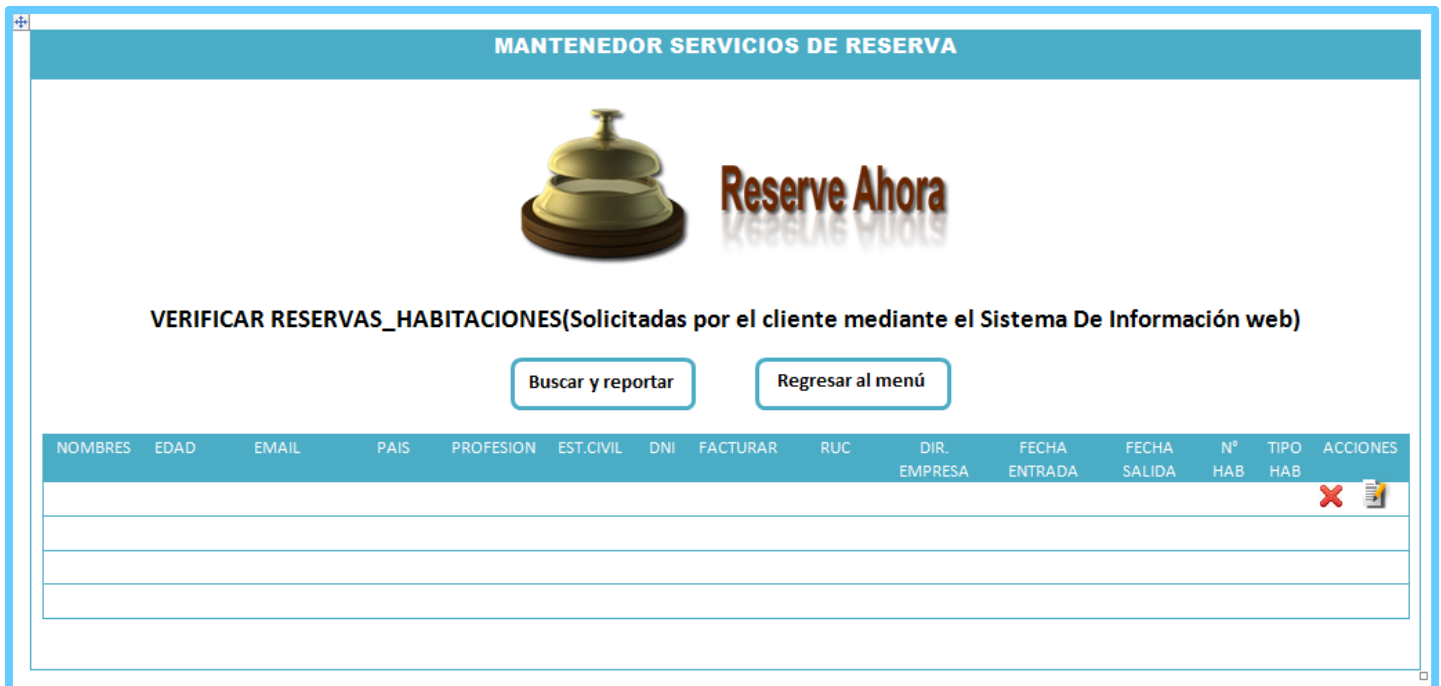 MANTENEDOR SERVICIOS DE RESERVA
Reserve Ahora
VERIFICAR RESERVAS_HABITACIONES(Solicitadas por el cliente mediante el Sistema De Información web)
Buscar y reportar Regresar al menú
NOMBRES EDAD EMAIL PAIS PROFESION EST.CIVIL DNI FACTURAR RUC DIR. FECHA FECHA N° TIPO ACCIONES
EMPRESA ENTRADA SALIDA HAB HAB